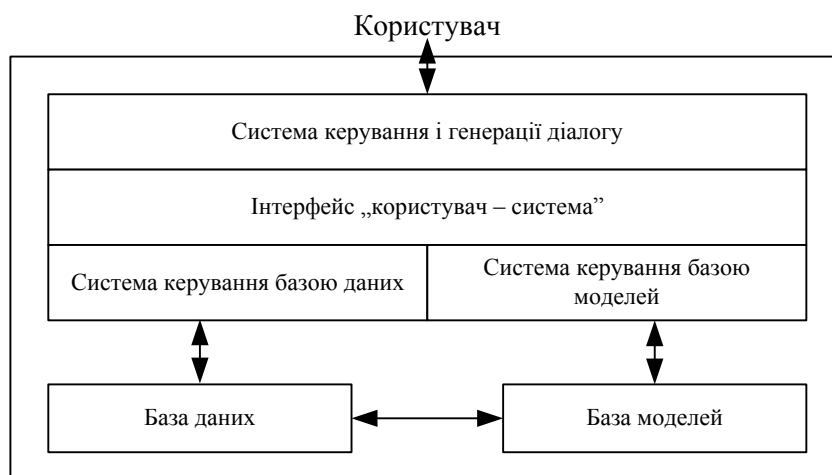 Користувач
Система керування і генерації діалогу
Інтерфейс „користувач – система”
Система керування базою даних
Система керування базою
моделей
База даних
База моделей